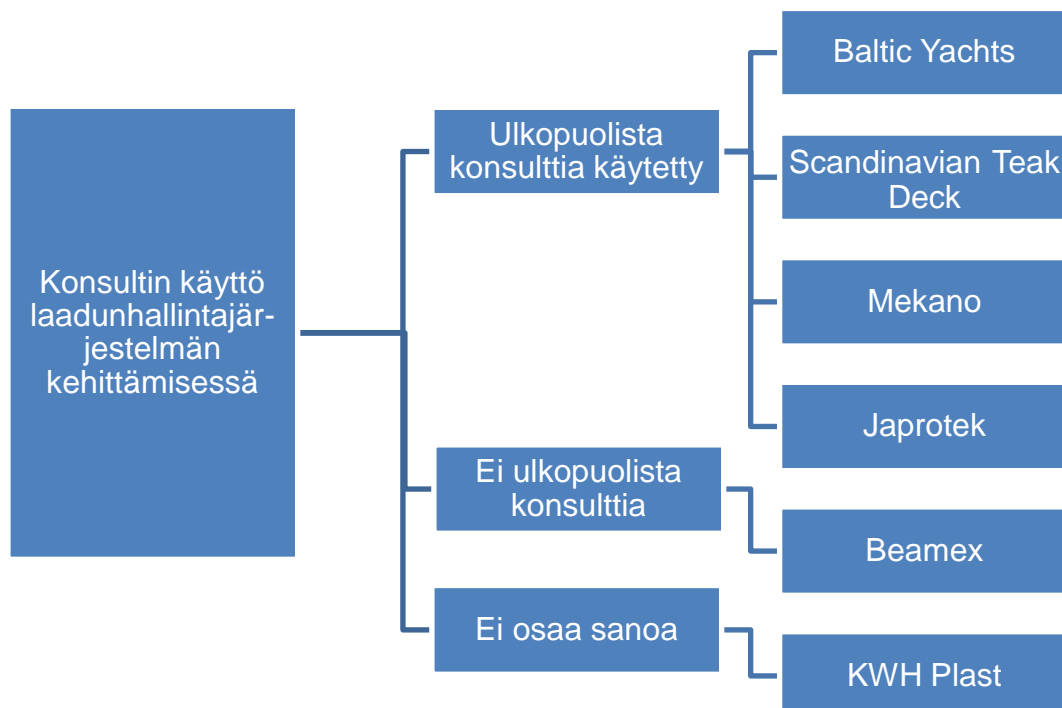 Konsultin käyttö
laadunhallintajär-
jestelmän
kehittämisessä
Ulkopuolista
konsulttia käytetty
Baltic Yachts
Scandinavian Teak
Deck
Mekano
Japrotek
Ei ulkopuolista
konsulttia
Beamex
Ei osaa sanoa
KWH Plast